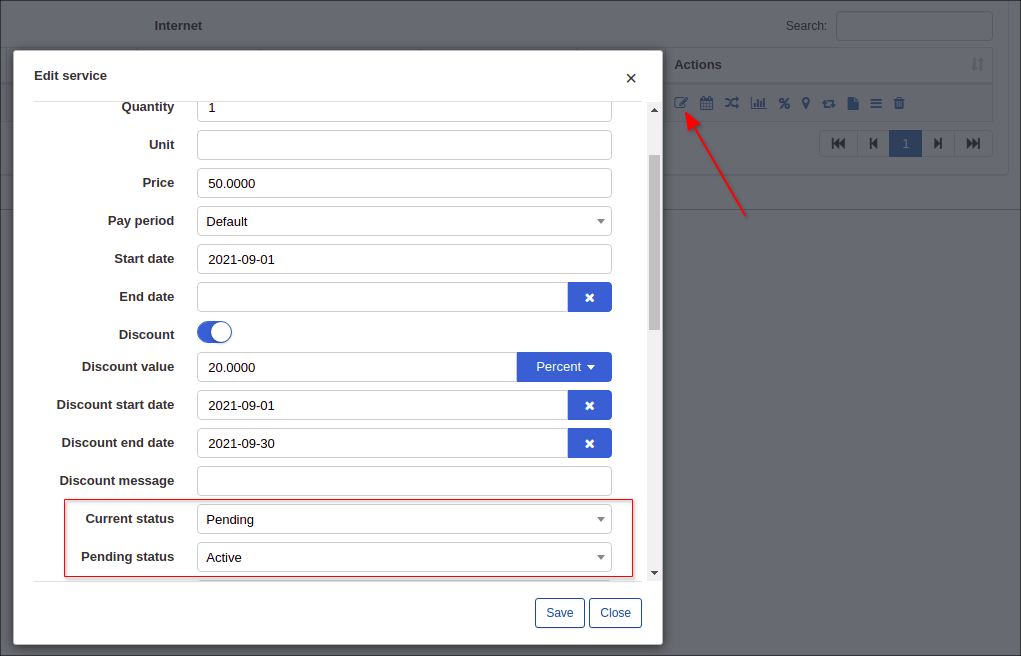 Internet
Search:
Edit service
×
Actions
Quantity
1
Unit
Price
50.0000
Pay period
Default
Start date
2021-09-01
End date
Discount
Discount value
20.0000
Percent
Discount start date
2021-09-01
Discount end date
2021-09-30
Discount message
Current status
Pending
Pending status
Active
Save
Close
1